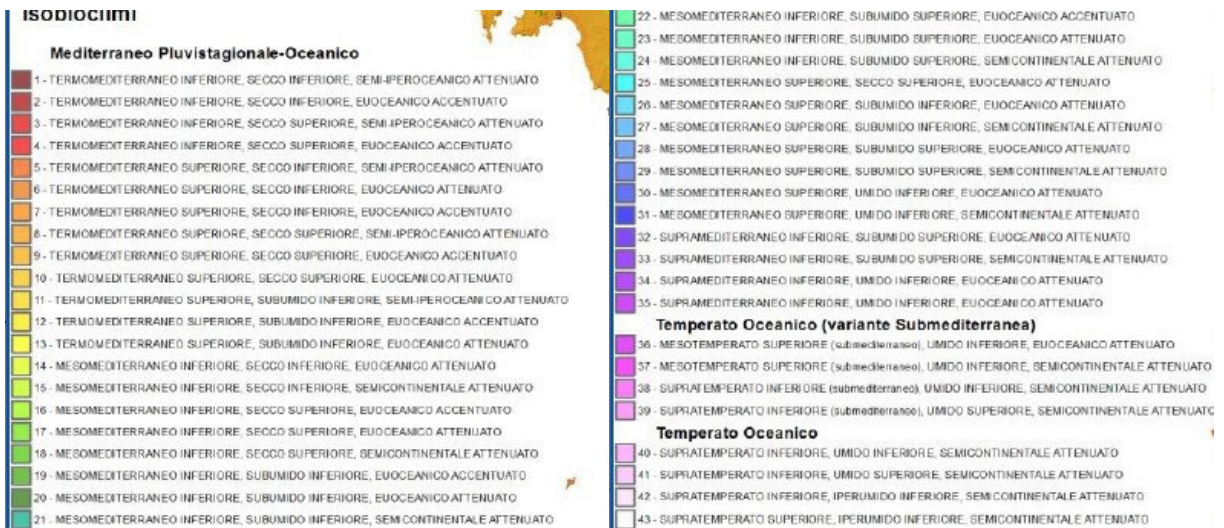 Isobioclimi
Mediterraneo Pluvistagionale-Oceanico
1 - TERMOMEDITERRANEO INFERIORE, SECCO INFERIORE, SEMI-IPEROCEANICO ATTENUATO
2 - TERMOMEDITERRANEO INFERIORE, SECCO INFERIORE, EUOCEANICO ACCENTUATO
3 - TERMOMEDITERRANEO INFERIORE, SECCO SUPERIORE, SEMI-IPEROCEANICO ATTENUATO
4 - TERMOMEDITERRANEO INFERIORE, SECCO SUPERIORE, EUOCEANICO ACCENTUATO
5 - TERMOMEDITERRANEO SUPERIORE, SECCO INFERIORE, SEMI-IPEROCEANICO ATTENUATO
6 - TERMOMEDITERRANEO SUPERIORE, SECCO INFERIORE, EUOCEANICO ATTENUATO
7 - TERMOMEDITERRANEO SUPERIORE, SECCO INFERIORE, EUOCEANICO ACCENTUATO
8 - TERMOMEDITERRANEO SUPERIORE, SECCO SUPERIORE, SEMI-IPEROCEANICO ATTENUATO
9 - TERMOMEDITERRANEO SUPERIORE, SECCO SUPERIORE, EUOCEANICO ACCENTUATO
10 - TERMOMEDITERRANEO SUPERIORE, SECCO SUPERIORE, EUOCEANICO ATTENUATO
11 - TERMOMEDITERRANEO SUPERIORE, SUBUMIDO INFERIORE, SEMI-IPEROCEANICO ATTENUATO
12 - TERMOMEDITERRANEO SUPERIORE, SUBUMIDO INFERIORE, EUOCEANICO ACCENTUATO
13 - TERMOMEDITERRANEO SUPERIORE, SUBUMIDO INFERIORE, EUOCEANICO ATTENUATO
14 - MESOMEDITERRANEO INFERIORE, SECCO INFERIORE, EUOCEANICO ATTENUATO
15 - MESOMEDITERRANEO INFERIORE, SECCO INFERIORE, SEMICONTINENTALE ATTENUATO
16 - MESOMEDITERRANEO INFERIORE, SECCO SUPERIORE, EUOCEANICO ACCENTUATO
17 - MESOMEDITERRANEO INFERIORE, SECCO SUPERIORE, EUOCEANICO ATTENUATO
18 - MESOMEDITERRANEO INFERIORE, SECCO SUPERIORE, SEMICONTINENTALE ATTENUATO
19 - MESOMEDITERRANEO INFERIORE, SUBUMIDO INFERIORE, EUOCEANICO ACCENTUATO
20 - MESOMEDITERRANEO INFERIORE, SUBUMIDO INFERIORE, EUOCEANICO ATTENUATO
21 - MESOMEDITERRANEO INFERIORE, SUBUMIDO INFERIORE, SEMICONTINENTALE ATTENUATO
22 - MESOMEDITERRANEO INFERIORE, SUBUMIDO SUPERIORE, EUOCEANICO ACCENTUATO
23 - MESOMEDITERRANEO INFERIORE, SUBUMIDO SUPERIORE, EUOCEANICO ATTENUATO
24 - MESOMEDITERRANEO INFERIORE, SUBUMIDO SUPERIORE, SEMICONTINENTALE ATTENUATO
25 - MESOMEDITERRANEO SUPERIORE, SECCO SUPERIORE, EUOCEANICO ATTENUATO
26 - MESOMEDITERRANEO SUPERIORE, SUBUMIDO INFERIORE, EUOCEANICO ATTENUATO
27 - MESOMEDITERRANEO SUPERIORE, SUBUMIDO INFERIORE, SEMICONTINENTALE ATTENUATO
28 - MESOMEDITERRANEO SUPERIORE, SUBUMIDO SUPERIORE, EUOCEANICO ATTENUATO
29 - MESOMEDITERRANEO SUPERIORE, SUBUMIDO SUPERIORE, SEMICONTINENTALE ATTENUATO
30 - MESOMEDITERRANEO SUPERIORE, UMIDO INFERIORE, EUOCEANICO ATTENUATO
31 - MESOMEDITERRANEO SUPERIORE, UMIDO INFERIORE, SEMICONTINENTALE ATTENUATO
32 - SUPRAMEDITERRANEO INFERIORE, SUBUMIDO SUPERIORE, EUOCEANICO ATTENUATO
33 - SUPRAMEDITERRANEO INFERIORE, SUBUMIDO SUPERIORE, SEMICONTINENTALE ATTENUATO
34 - SUPRAMEDITERRANEO INFERIORE, UMIDO INFERIORE, EUOCEANICO ATTENUATO
35 - SUPRAMEDITERRANEO INFERIORE, UMIDO INFERIORE, EUOCEANICO ATTENUATO
Temperato Oceanico (variante Submediterranea)
36 - MESOTEMPERATO SUPERIORE (submediterraneo), UMIDO INFERIORE, EUOCEANICO ATTENUATO
37 - MESOTEMPERATO SUPERIORE (submediterraneo), UMIDO INFERIORE, SEMICONTINENTALE ATTENUATO
38 - SUPRATEMPERATO INFERIORE (submediterraneo), UMIDO INFERIORE, SEMICONTINENTALE ATTENUATO
39 - SUPRATEMPERATO INFERIORE (submediterraneo), UMIDO SUPERIORE, SEMICONTINENTALE ATTENUATO
Temperato Oceanico
40 - SUPRATEMPERATO INFERIORE, UMIDO INFERIORE, SEMICONTINENTALE ATTENUATO
41 - SUPRATEMPERATO INFERIORE, UMIDO SUPERIORE, SEMICONTINENTALE ATTENUATO
42 - SUPRATEMPERATO INFERIORE, IPERUMIDO INFERIORE, SEMICONTINENTALE ATTENUATO
43 - SUPRATEMPERATO SUPERIORE, IPERUMIDO INFERIORE, SEMICONTINENTALE ATTENUATO